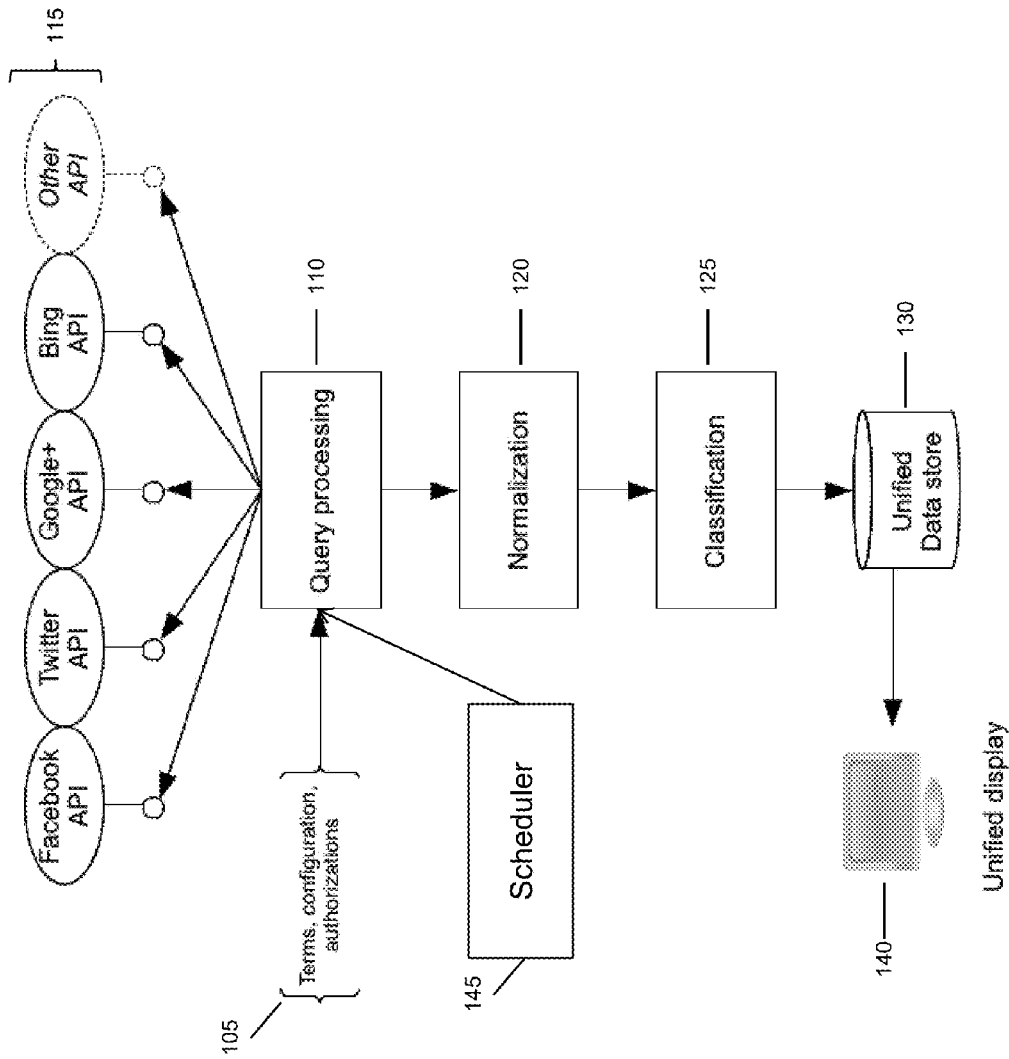 115
Facebook
API
Twitter
API
Google+
API
Bing
API
Other
API
105
Terms, configuration,
authorizations
Query processing
110
145
Scheduler
Normalization
120
Classification
125
Unified
Data store
130
140
Unified display